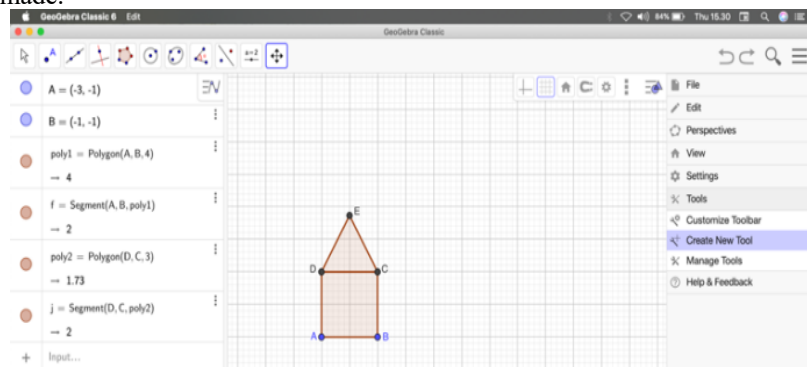 made.
GeoGebra Classic 6 Edit
84% Thu 15.30
GeoGebra Classic
A = (-3, -1)
B = (-1, -1)
poly1 = Polygon(A, B, 4)
→ 4
f = Segment(A, B, poly1)
→ 2
poly2 = Polygon(D, C, 3)
→ 1.73
j = Segment(D, C, poly2)
→ 2
+ Input...
A
a=2
E
D
C
A
B
File
Edit
Perspectives
View
Settings
Tools
Customize Toolbar
Create New Tool
Manage Tools
Help & Feedback